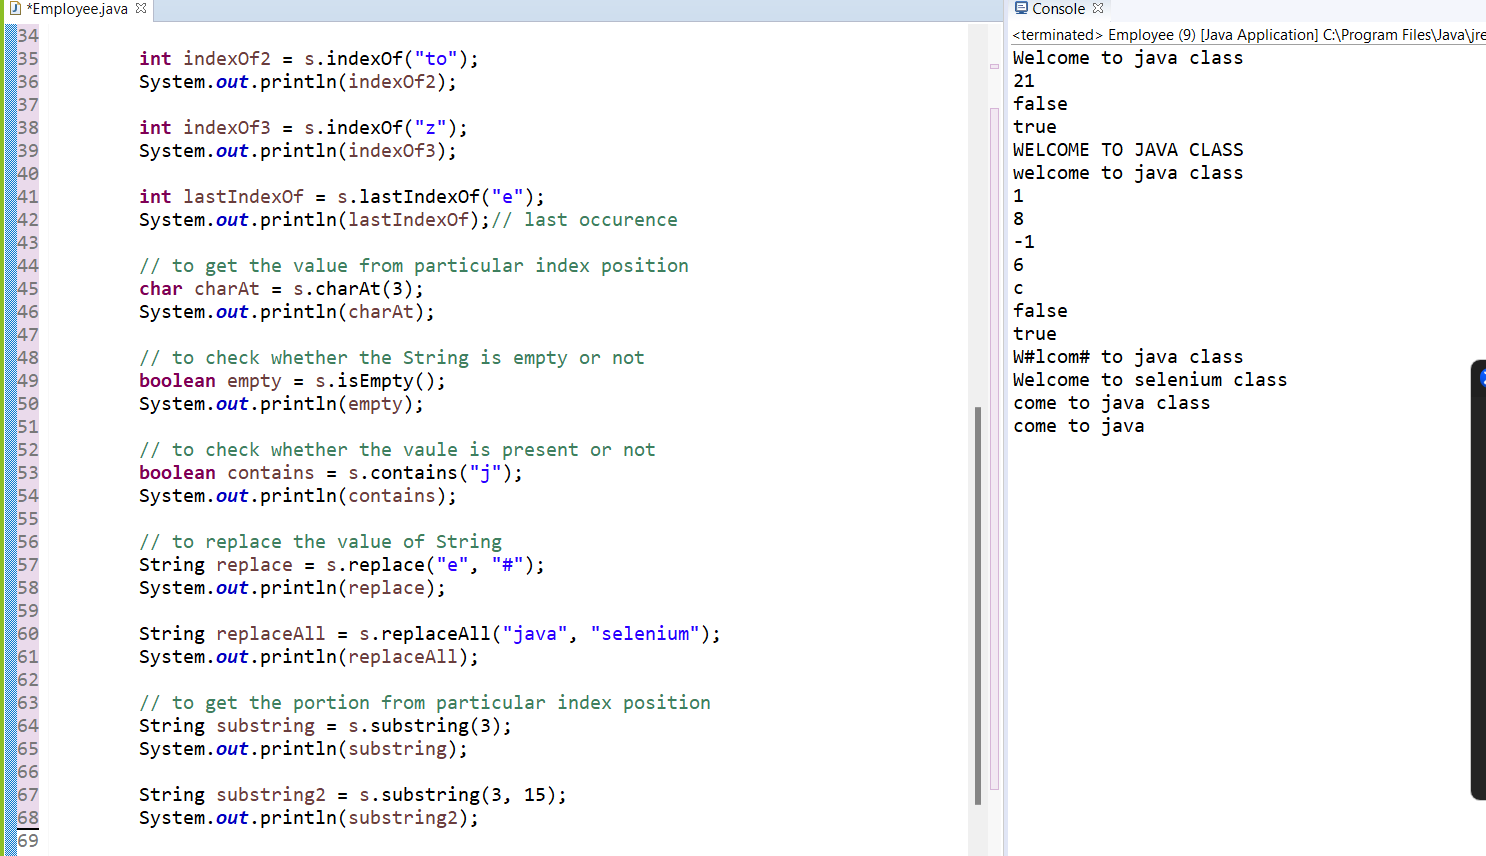 *Employee.java
34
35 int indexOf2 = s.indexOf("to");
36 System.out.println(indexOf2);
37
38 int indexOf3 = s.indexOf("z");
39 System.out.println(indexOf3);
40
41 int lastIndexOf = s.lastIndexOf("e");
42 System.out.println(lastIndexOf);// last occurence
43
44 // to get the value from particular index position
45 char charAt = s.charAt(3);
46 System.out.println(charAt);
47
48 // to check whether the String is empty or not
49 boolean empty = s.isEmpty();
50 System.out.println(empty);
51
52 // to check whether the vaule is present or not
53 boolean contains = s.contains("j");
54 System.out.println(contains);
55
56 // to replace the value of String
57 String replace = s.replace("e", "#");
58 System.out.println(replace);
59
60 String replaceAll = s.replaceAll("java", "selenium");
61 System.out.println(replaceAll);
62
63 // to get the portion from particular index position
64 String substring = s.substring(3);
65 System.out.println(substring);
66
67 String substring2 = s.substring(3, 15);
68 System.out.println(substring2);
69
Console
<terminated> Employee (9) [Java Application] C:\Program Files\Java\jre
Welcome to java class
21
false
true
WELCOME TO JAVA CLASS
welcome to java class
1
8
-1
6
c
false
true
W#lcom# to java class
Welcome to selenium class
come to java class
come to java